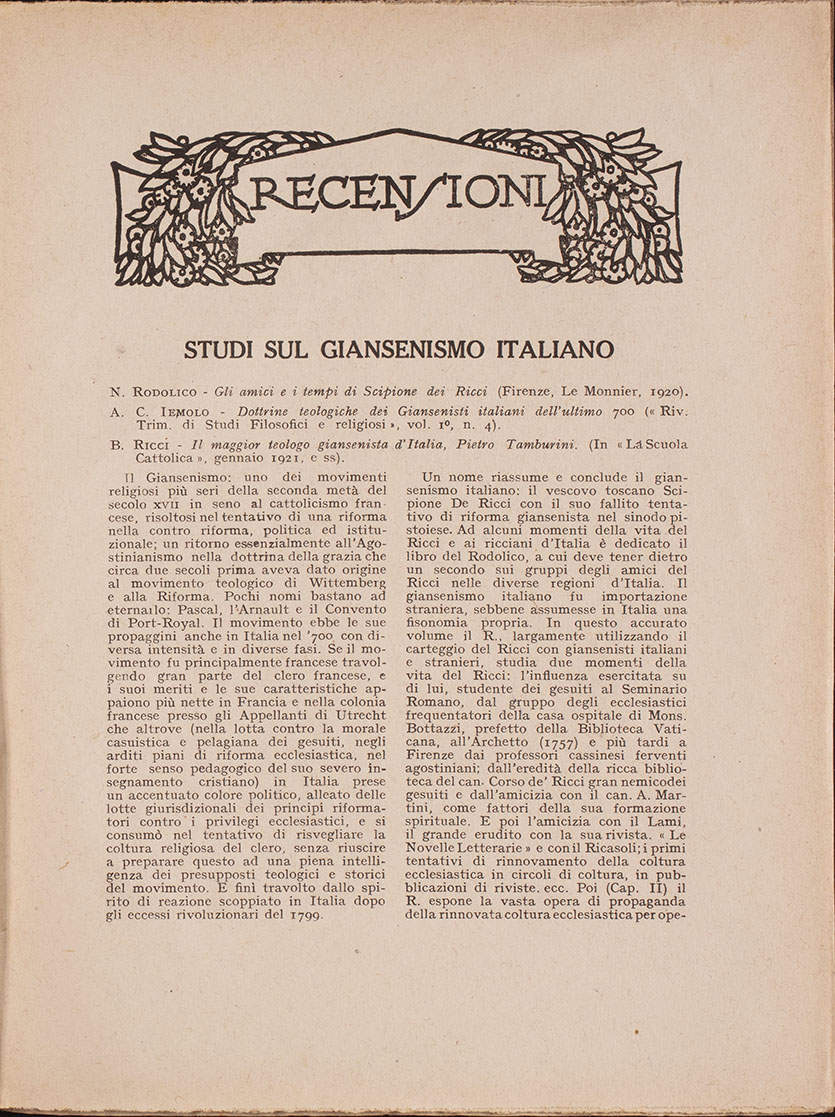 RECENSIONI
STUDI SUL GIANSENISMO ITALIANO
N. RODOLICO - Gli amici e i tempi di Scipione dei Ricci (Firenze, Le Monnier, 1920).
A. C. IEMOLO - Dottrine teologiche dei Giansenisti italiani dell'ultimo 700 (« Riv.
Trim. di Studi Filosofici e religiosi », vol. 1º, n. 4).
B. RICCI - Il maggior teologo giansenista d'Italia, Pietro Tamburini. (In « La Scuola
Cattolica », gennaio 1921, e ss).
Il Giansenismo: uno dei movimenti
religiosi più seri della seconda metà del
secolo XVII in seno al cattolicismo fran-
cese, risoltosi nel tentativo di una riforma
nella contro riforma, politica ed istitu-
zionale; un ritorno essenzialmente all'Ago-
stinianismo nella dottrina della grazia che
circa due secoli prima aveva dato origine
al movimento teologico di Wittemberg
e alla Riforma. Pochi nomi bastano ad
eternarlo: Pascal, l'Arnault e il Convento
di Port-Royal. Il movimento ebbe le sue
propaggini anche in Italia nel '700 con di-
versa intensità e in diverse fasi. Se il mo-
vimento fu principalmente francese travol-
gendo gran parte del clero francese, e
i suoi meriti e le sue caratteristiche ap-
paiono più nette in Francia e nella colonia
francese presso gli Appellanti di Utrecht
che altrove (nella lotta contro la morale
casuistica e pelagiana dei gesuiti, negli
arditi piani di riforma ecclesiastica, nel
forte senso pedagogico del suo severo in-
segnamento cristiano) in Italia prese
un accentuato colore politico, alleato delle
lotte giurisdizionali dei principi riforma-
tori contro i privilegi ecclesiastici, e si
consumò nel tentativo di risvegliare la
coltura religiosa del clero, senza riuscire
a preparare questo ad una piena intelli-
genza dei presupposti teologici e storici
del movimento. E finì travolto dallo spi-
rito di reazione scoppiato in Italia dopo
gli eccessi rivoluzionari del 1799.
Un nome riassume e conclude il gian-
senismo italiano: il vescovo toscano Sci-
pione De Ricci con il suo fallito tenta-
tivo di riforma giansenista nel sinodo pi-
stoiese. Ad alcuni momenti della vita del
Ricci e ai ricciani d'Italia è dedicato il
libro del Rodolico, a cui deve tener dietro
un secondo sui gruppi degli amici del
Ricci nelle diverse regioni d'Italia. Il
giansenismo italiano fu importazione
straniera, sebbene assumesse in Italia una
fisonomia propria. In questo accurato
volume il R., largamente utilizzando il
carteggio del Ricci con giansenisti italiani
e stranieri, studia due momenti della
vita del Ricci: l'influenza esercitata su
di lui, studente dei gesuiti al Seminario
Romano, dal gruppo degli ecclesiastici
frequentatori della casa ospitale di Mons.
Bottazzi, prefetto della Biblioteca Vati-
cana, all'Archetto (1757) e più tardi a
Firenze dai professori cassinesi ferventi
agostiniani; dall'eredità della ricca biblio-
teca del can. Corso de' Ricci gran nemico dei
gesuiti e dall'amicizia con il can. A. Mar-
tini, come fattori della sua formazione
spirituale. E poi l'amicizia con il Lami,
il grande erudito con la sua rivista. « Le
Novelle Letterarie » e con il Ricasoli; i primi
tentativi di rinnovamento della coltura
ecclesiastica in circoli di coltura, in pub-
blicazioni di riviste. ecc. Poi (Cap. II) il
R. espone la vasta opera di propaganda
della rinnovata coltura ecclesiastica per ope-